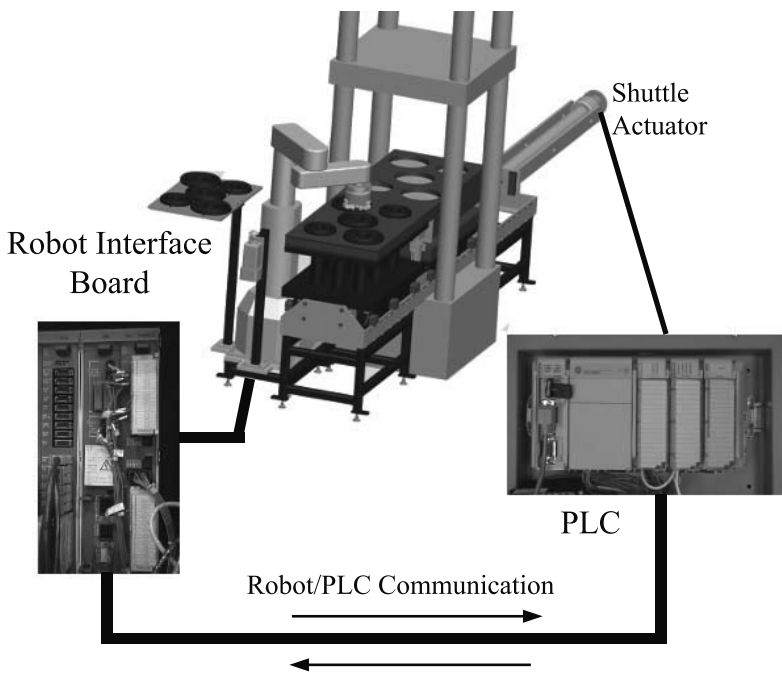 Shuttle
Actuator
Robot Interface
Board
PLC
Robot/PLC Communication